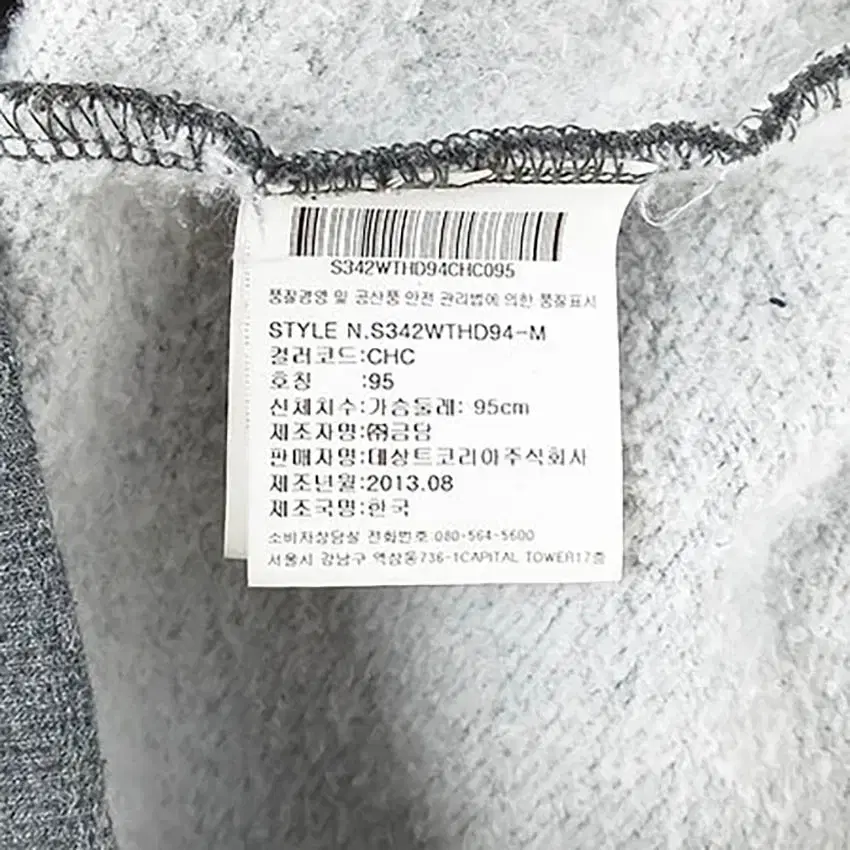 S342WTHD94CHC095
품질경영 및 공산품 안전 관리법에 의한 품질표시
STYLE N.S342WTHD94-M
컬러코드:CHC
호칭 :95
신체치수:가슴둘레: 95cm
제조자명:㈜금담
판매자명:데상트코리아주식회사
제조년월:2013.08
제조국명:한국
소비자상담실 전화번호:080-564-5600
서울시 강남구 역삼동736-1CAPITAL TOWER17층